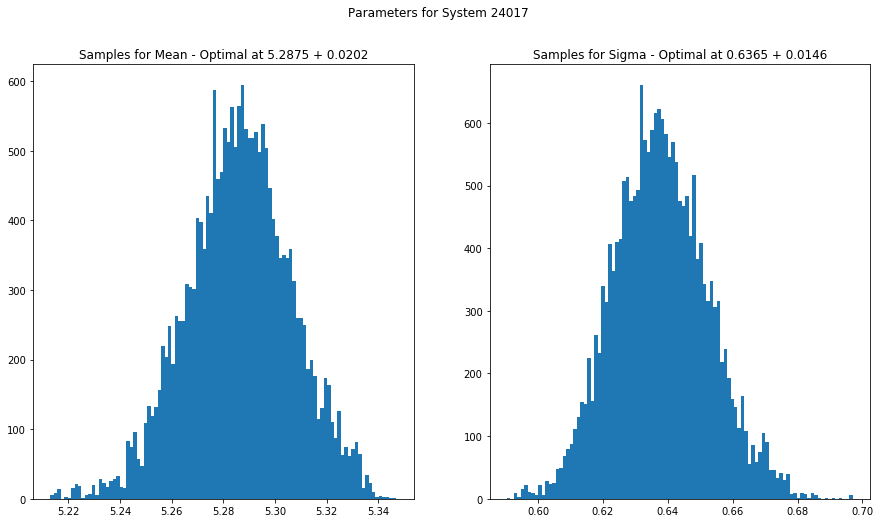 Parameters for System 24017
Samples for Mean - Optimal at 5.2875 + 0.0202
600
500
400
300
200
100
0
5.22 5.24 5.26 5.28 5.30 5.32 5.34
Samples for Sigma - Optimal at 0.6365 + 0.0146
600
500
400
300
200
100
0
0.60 0.62 0.64 0.66 0.68 0.70